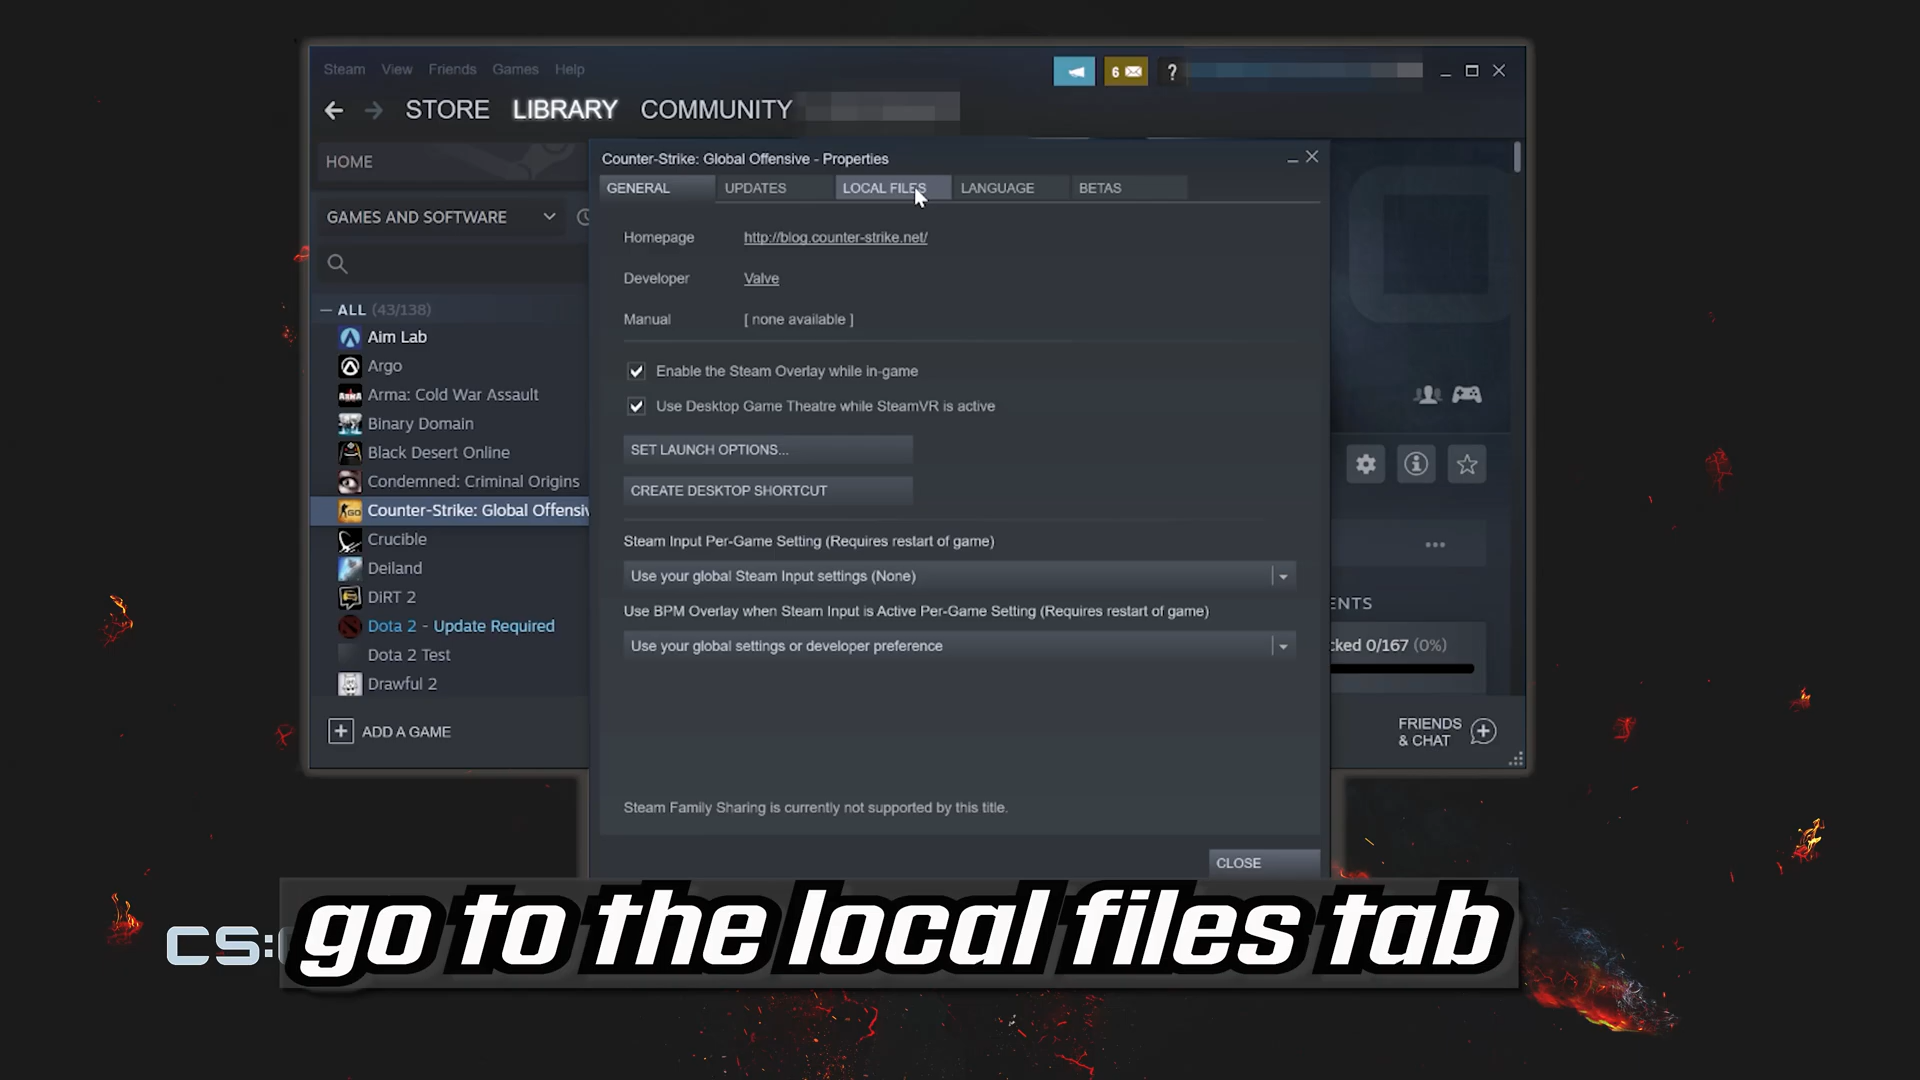 Steam View Friends Games Help
6 ?
STORE LIBRARY COMMUNITY
HOME
GAMES AND SOFTWARE
ALL (43/138)
Aim Lab
Argo
Arma: Cold War Assault
Binary Domain
Black Desert Online
Condemned: Criminal Origins
Counter-Strike: Global Offensiv
Crucible
Deiland
DiRT 2
Dota 2 - Update Required
Dota 2 Test
Drawful 2
ADD A GAME
Counter-Strike: Global Offensive - Properties
GENERAL UPDATES LOCAL FILES LANGUAGE BETAS
Homepage http://blog.counter-strike.net/
Developer Valve
Manual [ none available ]
Enable the Steam Overlay while in-game
Use Desktop Game Theatre while SteamVR is active
SET LAUNCH OPTIONS...
CREATE DESKTOP SHORTCUT
Steam Input Per-Game Setting (Requires restart of game)
Use your global Steam Input settings (None)
Use BPM Overlay when Steam Input is Active Per-Game Setting (Requires restart of game)
Use your global settings or developer preference
Steam Family Sharing is currently not supported by this title.
CLOSE
ENTS
cked 0/167 (0%)
FRIENDS
& CHAT
CS:
go to the local files tab